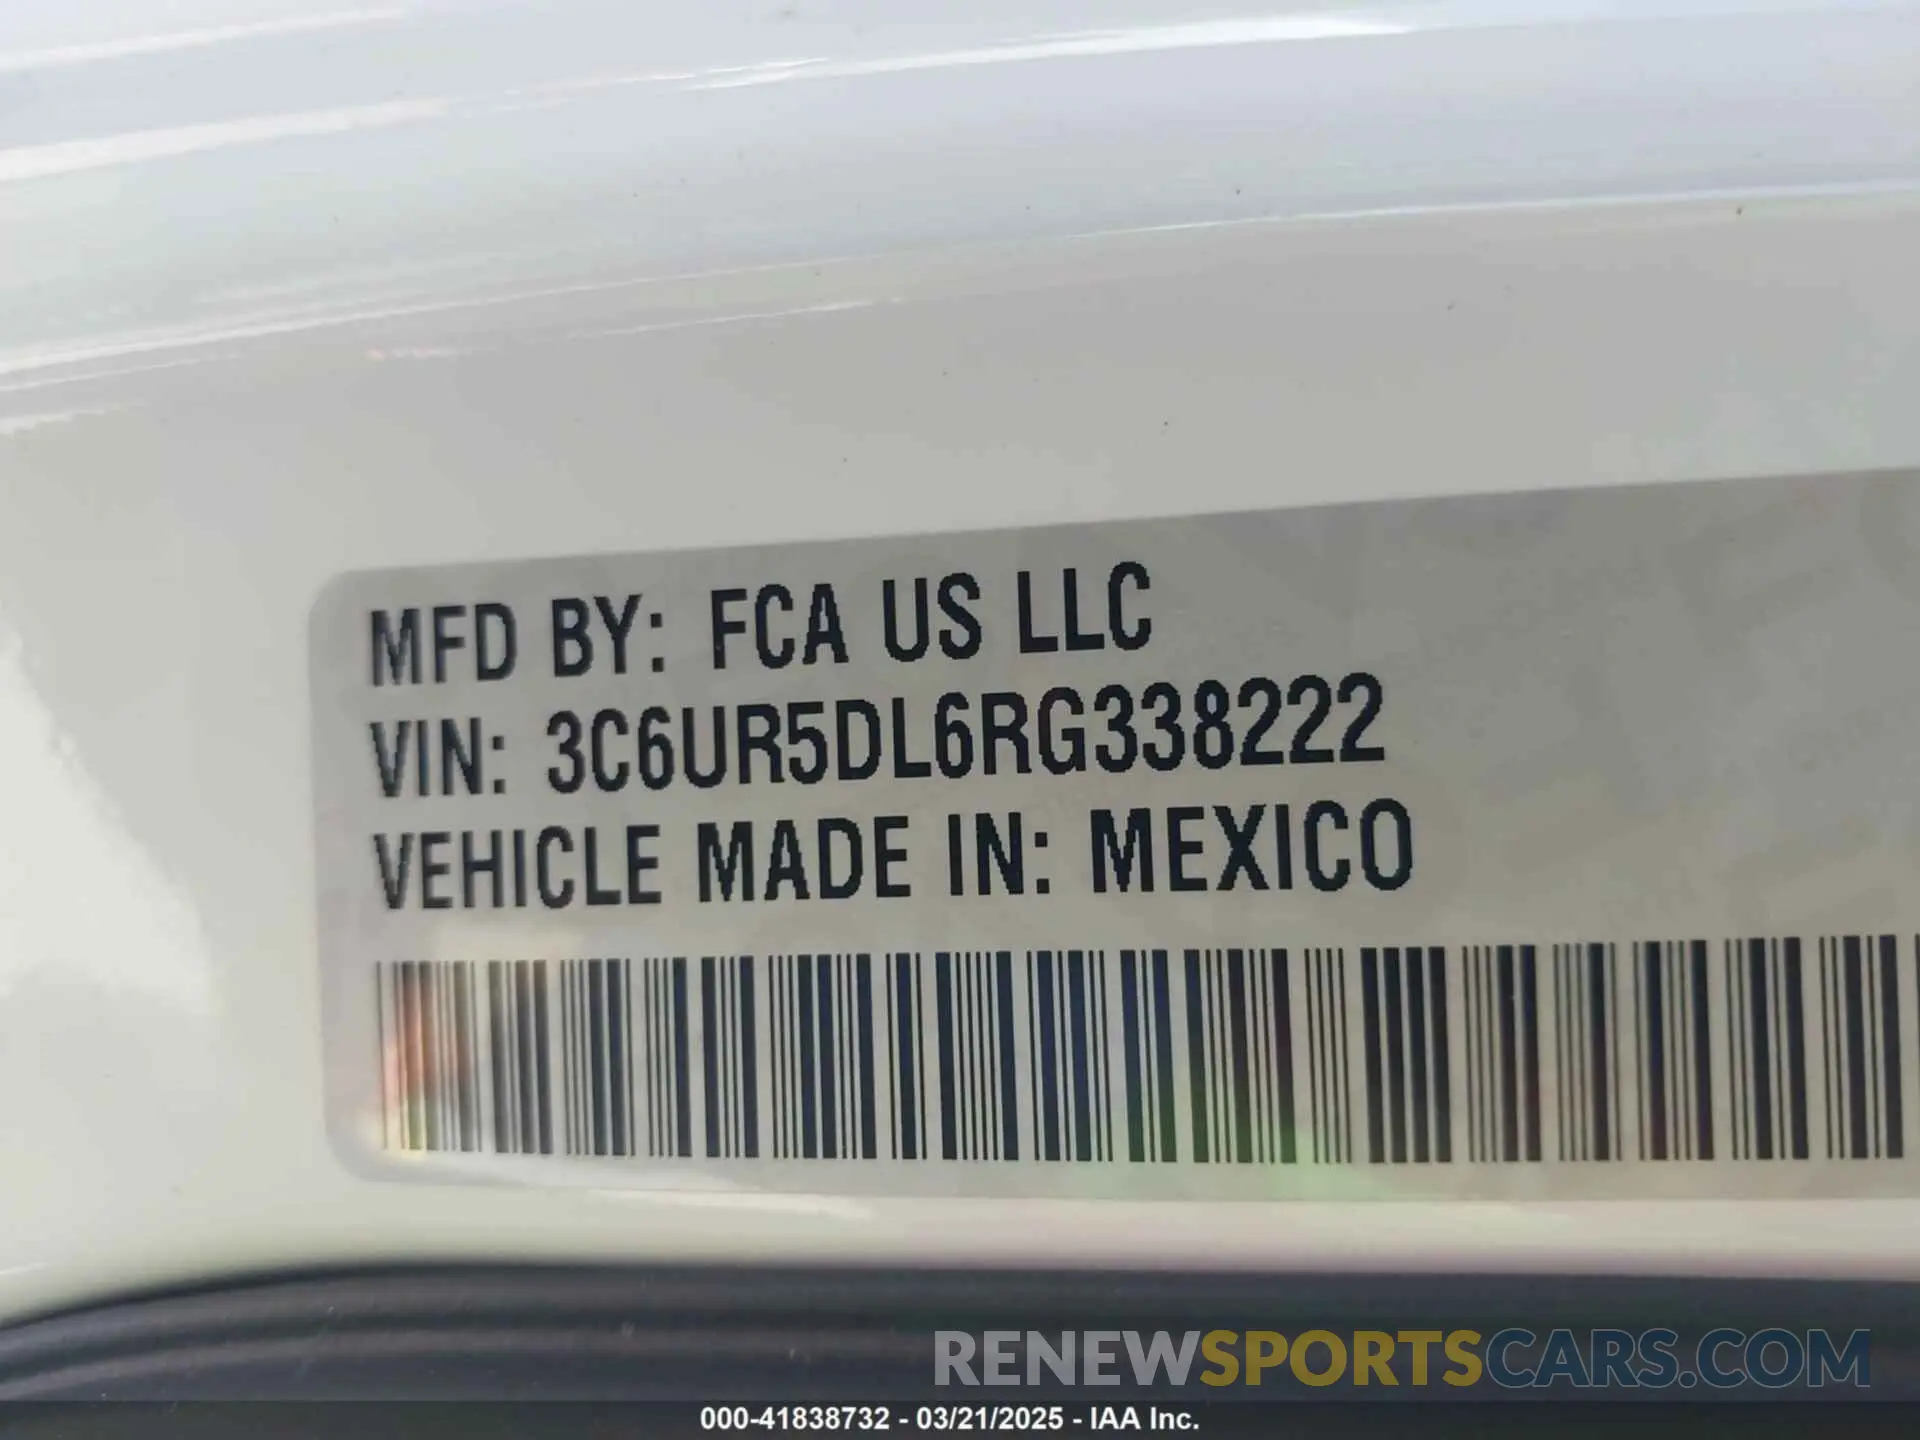 MFD BY: FCA US LLC
VIN: 3C6UR5DL6RG338222
VEHICLE MADE IN: MEXICO
RENEWSPORTSCARS.COM
000-41838732 - 03/21/2025 - IAA Inc.